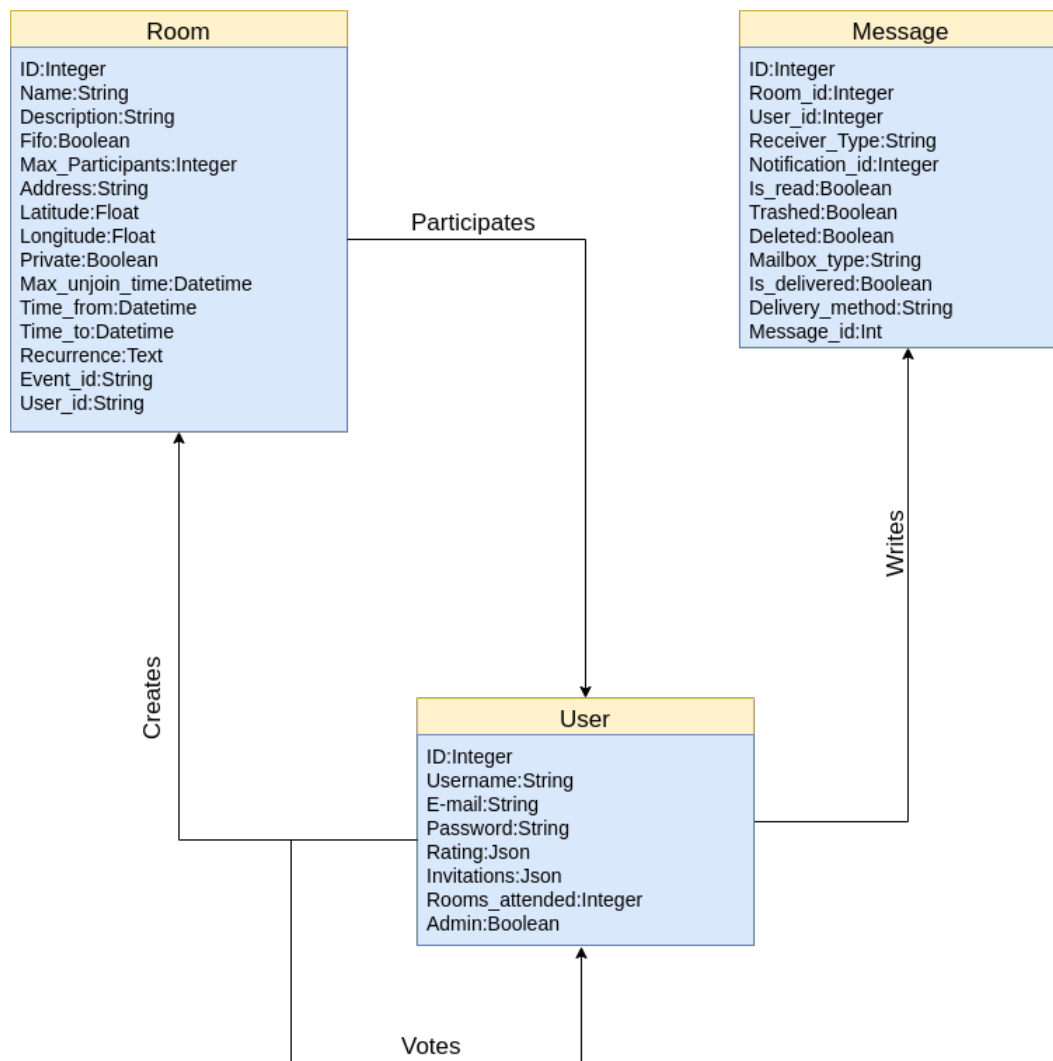 Room
ID:Integer
Name:String
Description:String
Fifo:Boolean
Max_Participants:Integer
Address:String
Latitude:Float
Longitude:Float
Private:Boolean
Max_unjoin_time:Datetime
Time_from:Datetime
Time_to:Datetime
Recurrence:Text
Event_id:String
User_id:String
Participates
Message
ID:Integer
Room_id:Integer
User_id:Integer
Receiver_Type:String
Notification_id:Integer
Is_read:Boolean
Trashed:Boolean
Deleted:Boolean
Mailbox_type:String
Is_delivered:Boolean
Delivery_method:String
Message_id:Int
Writes
Creates
User
ID:Integer
Username:String
E-mail:String
Password:String
Rating:Json
Invitations:Json
Rooms_attended:Integer
Admin:Boolean
Votes